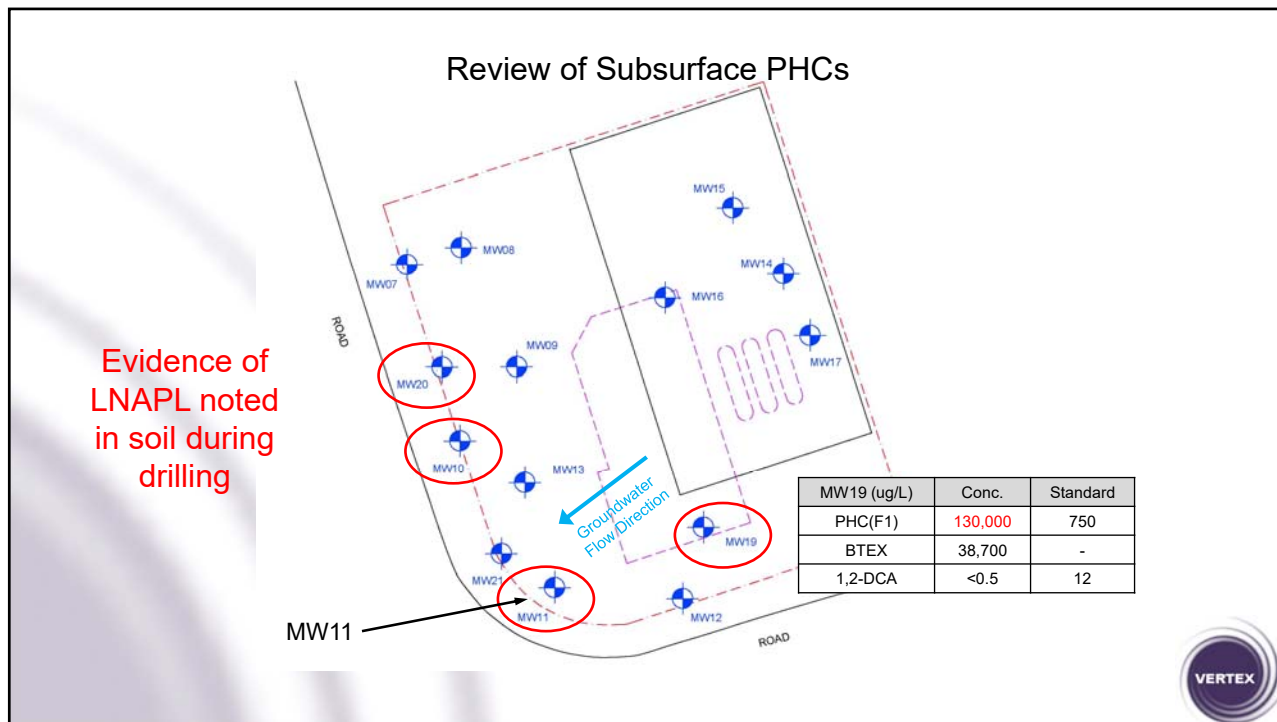 Review of Subsurface PHCs
MW15
MW08
MW14
MW07
MW16
ROAD
MW09
MW17
Evidence of
LNAPL noted
in soil during
drilling
MW20
MW10
MW13
Groundwater
Flow Direction
MW19 (ug/L) Conc. Standard
PHC(F1) 130,000 750
BTEX 38,700 -
1,2-DCA <0.5 12
MW19
MW21
MW11
MW12
MW11
ROAD
VERTEX